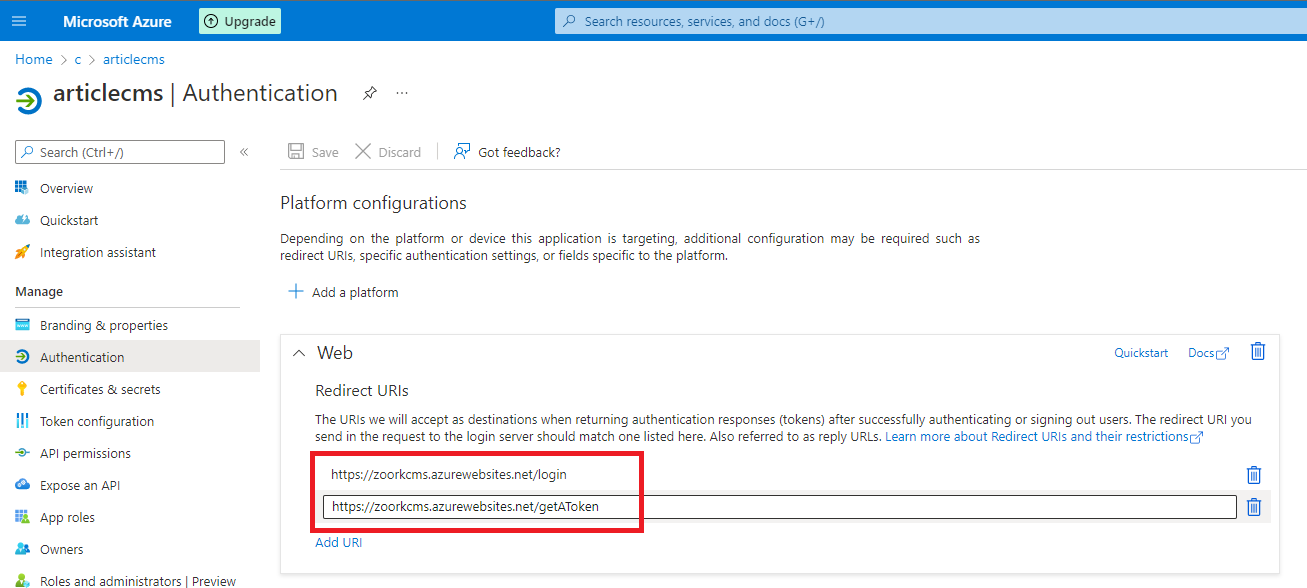 Microsoft Azure
Upgrade
Search resources, services, and docs (G+/)
Home > c > articlecms
articlecms | Authentication
Search (Ctrl+/)
Save
Discard
Got feedback?
Overview
Quickstart
Integration assistant
Manage
Branding & properties
Authentication
Certificates & secrets
Token configuration
API permissions
Expose an API
App roles
Owners
Roles and administrators | Preview
Platform configurations
Depending on the platform or device this application is targeting, additional configuration may be required such as
redirect URIs, specific authentication settings, or fields specific to the platform.
Add a platform
Web
Quickstart
Docs
Redirect URIs
The URIs we will accept as destinations when returning authentication responses (tokens) after successfully authenticating or signing out users. The redirect URI you
send in the request to the login server should match one listed here. Also referred to as reply URLs. Learn more about Redirect URIs and their restrictions
https://zoorkcms.azurewebsites.net/login
https://zoorkcms.azurewebsites.net/getAToken
Add URI